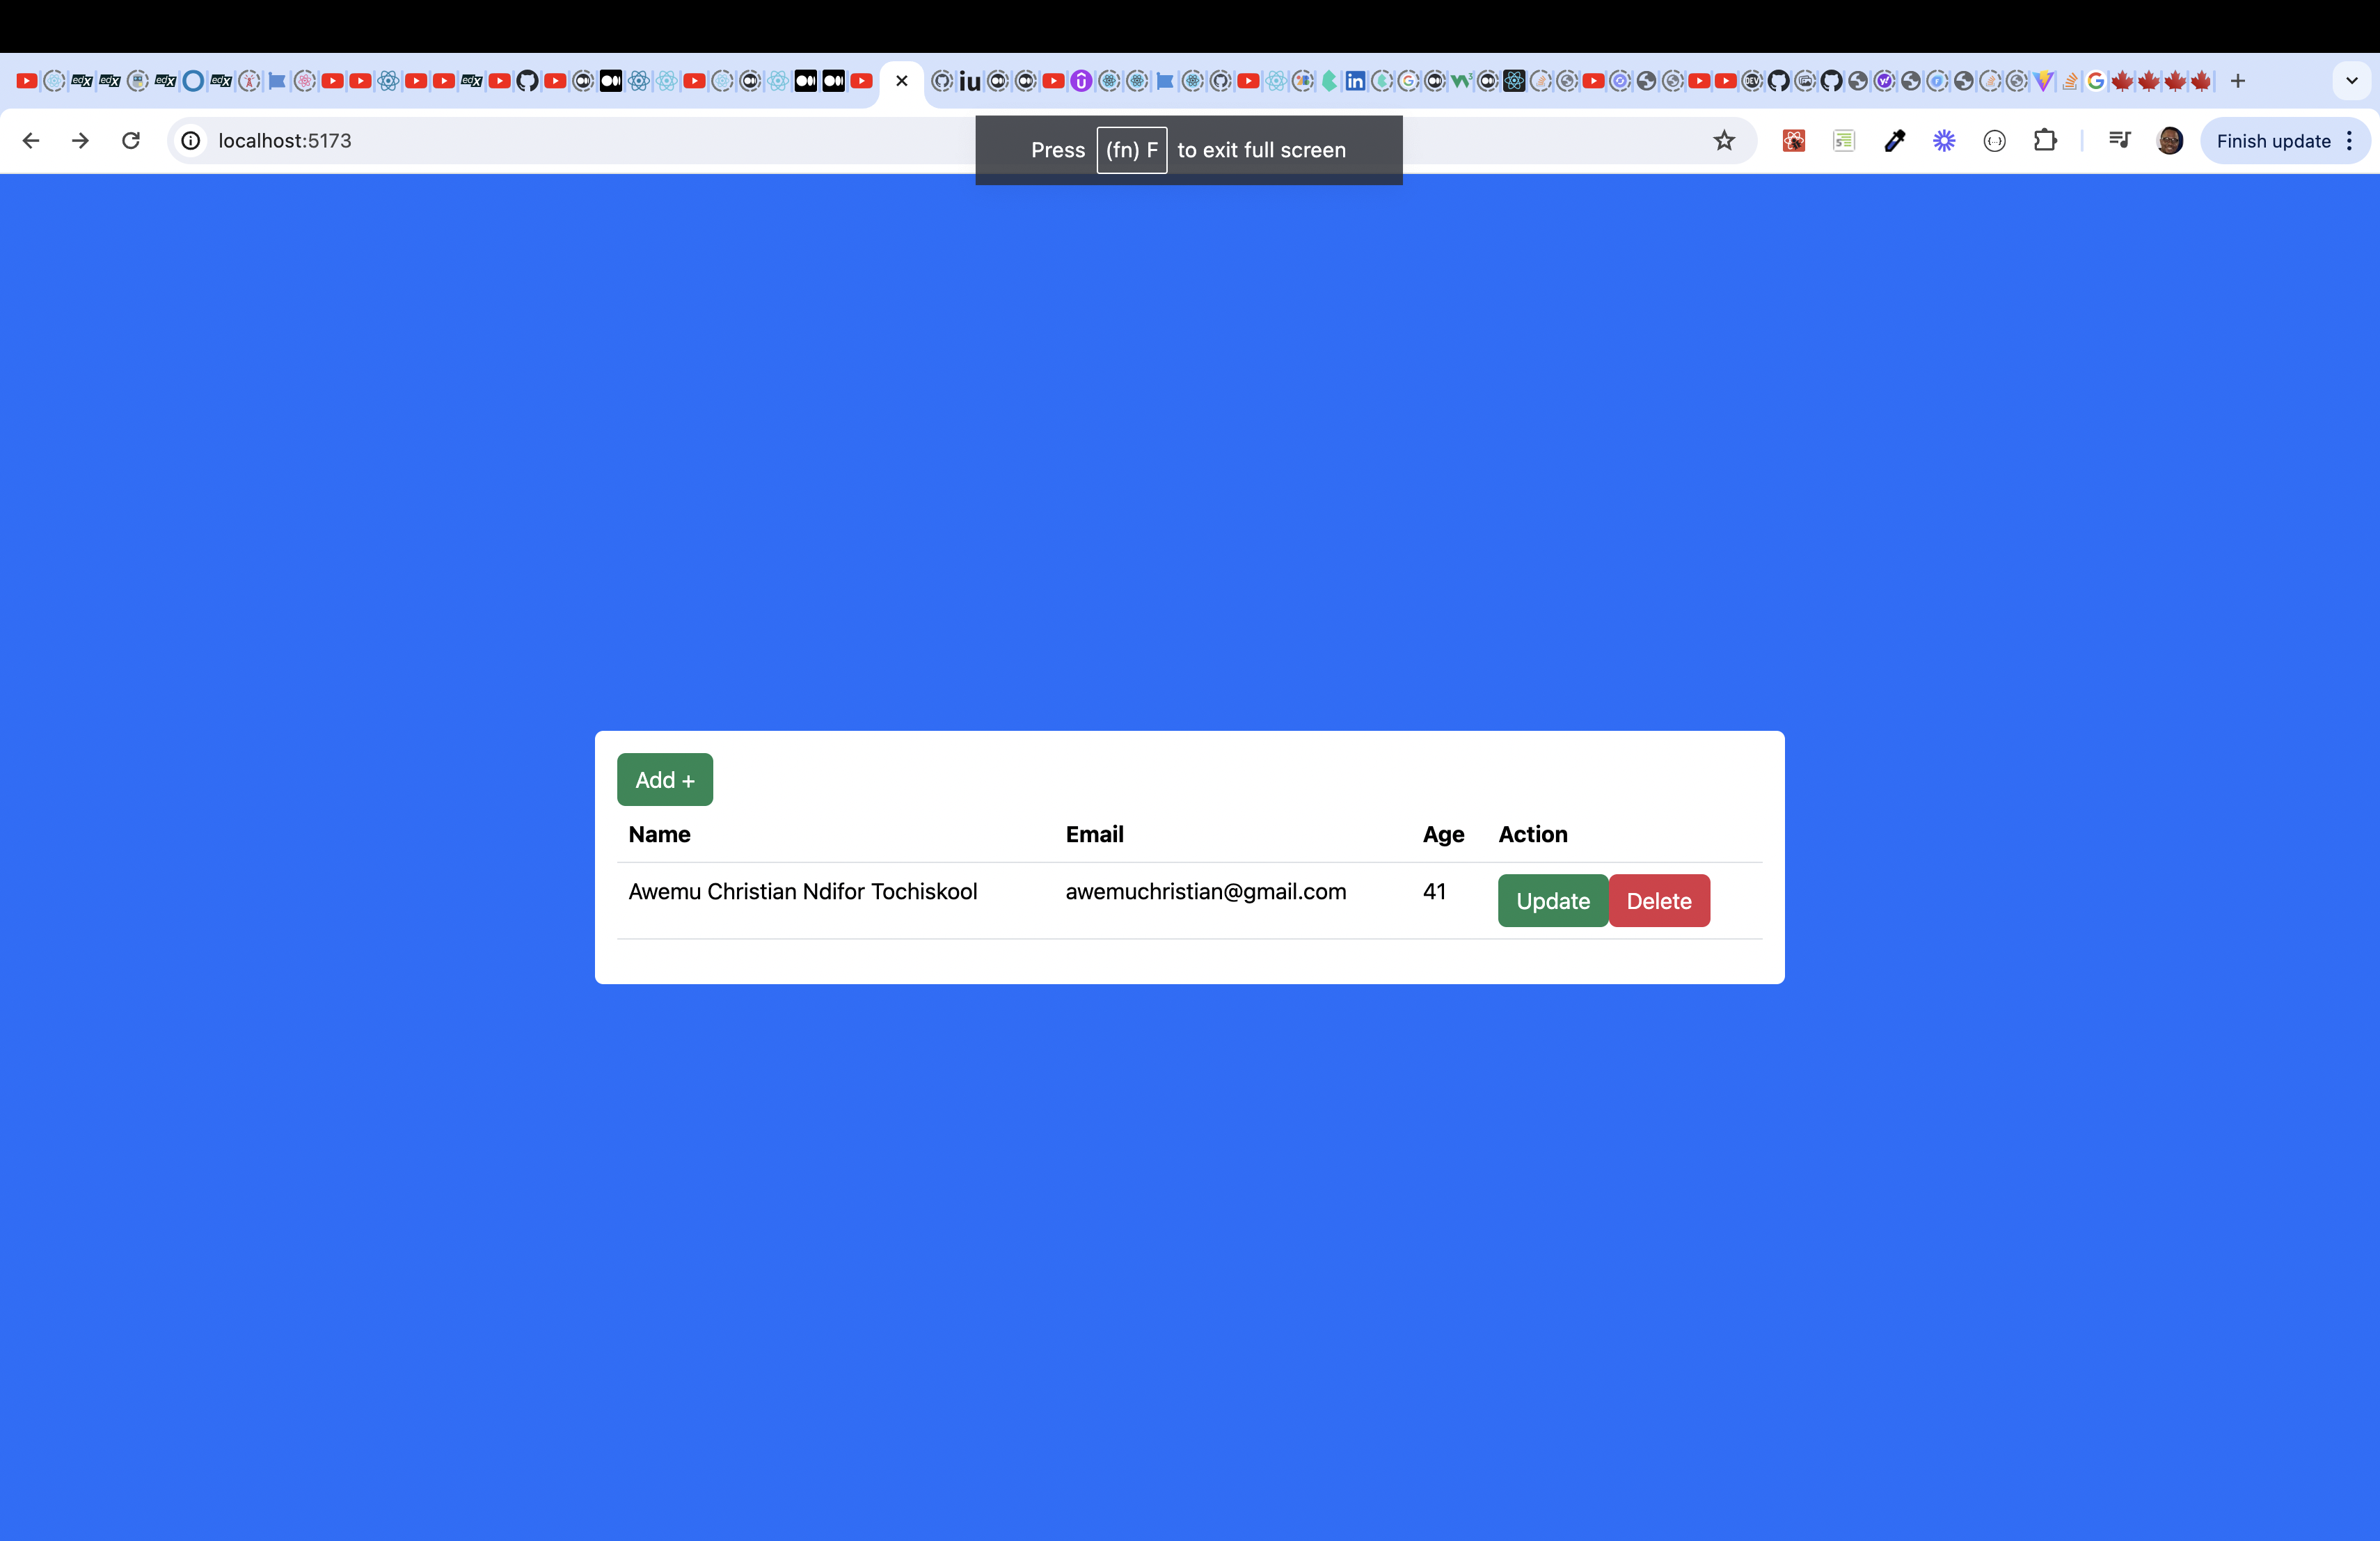 localhost:5173
Press (fn) F to exit full screen
Finish update
Add +
Name Email Age Action
Awemu Christian Ndifor Tochiskool awemuchristian@gmail.com 41 Update Delete